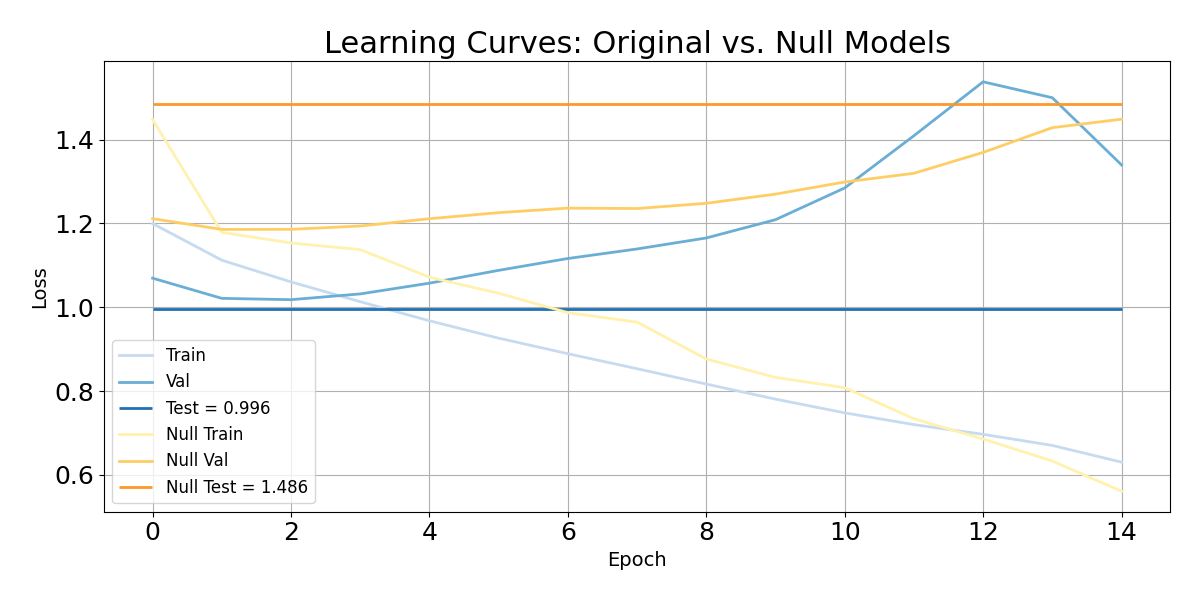 Learning Curves: Original vs. Null Models
1.4
1.2
1.0
0.8
0.6
Loss
Train
Val
Test = 0.996
Null Train
Null Val
Null Test = 1.486
0 2 4 6 8 10 12 14
Epoch